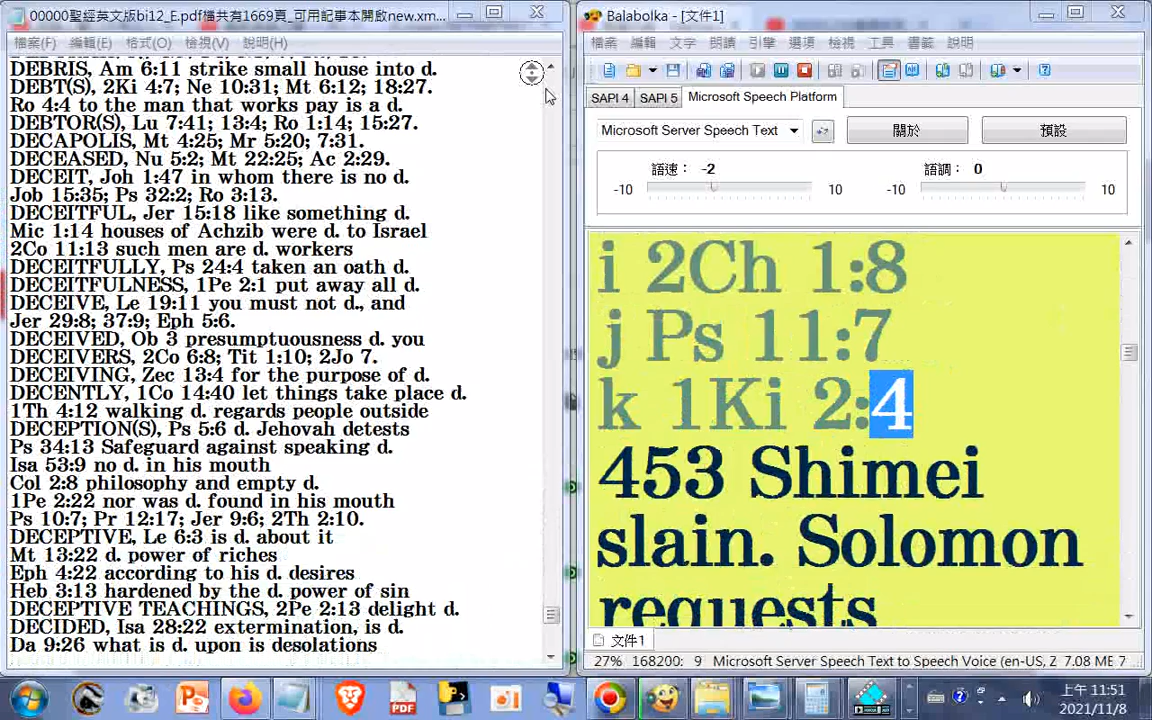 00000聖經英文版bi12_E.pdf檔共有1669頁_可用記事本開啟new.xm...
檔案(F) 編輯(E) 格式(O) 檢視(V) 說明(H)
DEBRIS, Am 6:11 strike small house into d.
DEBT(S), 2Ki 4:7; Ne 10:31; Mt 6:12; 18:27.
Ro 4:4 to the man that works pay is a d.
DEBTOR(S), Lu 7:41; 13:4; Ro 1:14; 15:27.
DECAPOLIS, Mt 4:25; Mr 5:20; 7:31.
DECEASED, Nu 5:2; Mt 22:25; Ac 2:29.
DECEIT, Joh 1:47 in whom there is no d.
Job 15:35; Ps 32:2; Ro 3:13.
DECEITFUL, Jer 15:18 like something d.
Mic 1:14 houses of Achzib were d. to Israel
2Co 11:13 such men are d. workers
DECEITFULLY, Ps 24:4 taken an oath d.
DECEITFULNESS, 1Pe 2:1 put away all d.
DECEIVE, Le 19:11 you must not d., and
Jer 29:8; 37:9; Eph 5:6.
DECEIVED, Ob 3 presumptuousness d. you
DECEIVERS, 2Co 6:8; Tit 1:10; 2Jo 7.
DECEIVING, Zec 13:4 for the purpose of d.
DECENTLY, 1Co 14:40 let things take place d.
1Th 4:12 walking d. regards people outside
DECEPTION(S), Ps 5:6 d. Jehovah detests
Ps 34:13 Safeguard against speaking d.
Isa 53:9 no d. in his mouth
Col 2:8 philosophy and empty d.
1Pe 2:22 nor was d. found in his mouth
Ps 10:7; Pr 12:17; Jer 9:6; 2Th 2:10.
DECEPTIVE, Le 6:3 is d. about it
Mt 13:22 d. power of riches
Eph 4:22 according to his d. desires
Heb 3:13 hardened by the d. power of sin
DECEPTIVE TEACHINGS, 2Pe 2:13 delight d.
DECIDED, Isa 28:22 extermination, is d.
Da 9:26 what is d. upon is desolations
Balabolka - [文件1]
檔案 編輯 文字 朗讀 引擎 選項 檢視 工具 書籤 說明
SAPI 4 SAPI 5 Microsoft Speech Platform
Microsoft Server Speech Text 關於 預設
語速： -2 語調： 0
-10 10 -10 10
i 2Ch 1:8
j Ps 11:7
k 1Ki 2:4
453 Shimei
slain. Solomon
requests
文件1
27% 168200: 9 Microsoft Server Speech Text to Speech Voice (en-US, Z 7.08 ME 7
上午 11:51
2021/11/8